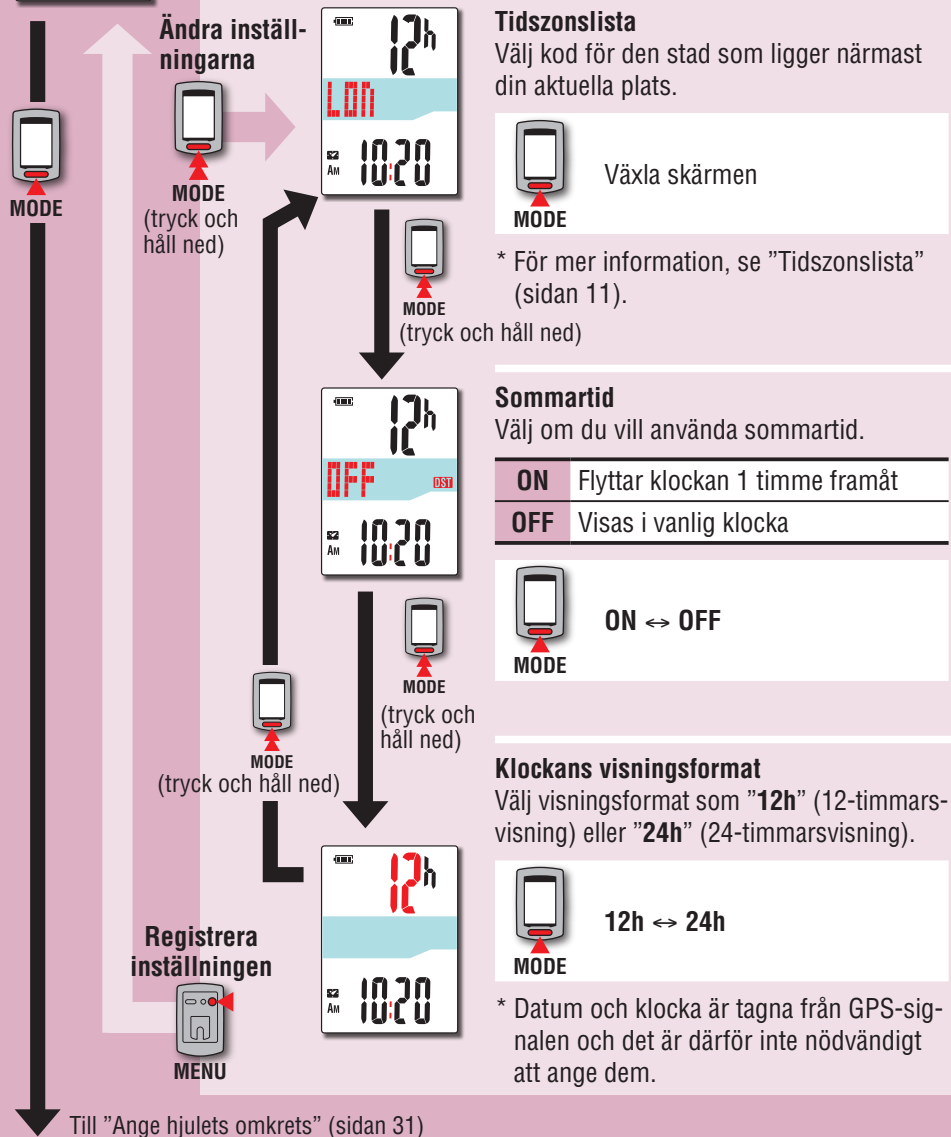 Ändra inställ-
ningarna
MODE
MODE
(tryck och
håll ned)
12h
LON
AM 10:20
Tidszonslista
Välj kod för den stad som ligger närmast
din aktuella plats.
MODE
Växla skärmen
* För mer information, se ”Tidszonslista”
(sidan 11).
MODE
(tryck och håll ned)
12h
OFF DST
AM 10:20
Sommartid
Välj om du vill använda sommartid.
ON Flyttar klockan 1 timme framåt
OFF Visas i vanlig klocka
MODE
ON ↔ OFF
MODE
(tryck och
håll ned)
MODE
(tryck och håll ned)
12h
AM 10:20
Klockans visningsformat
Välj visningsformat som ”12h” (12-timmars-
visning) eller ”24h” (24-timmarsvisning).
MODE
12h ↔ 24h
* Datum och klocka är tagna från GPS-sig-
nalen och det är därför inte nödvändigt
att ange dem.
Registrera
inställningen
MENU
Till ”Ange hjulets omkrets” (sidan 31)